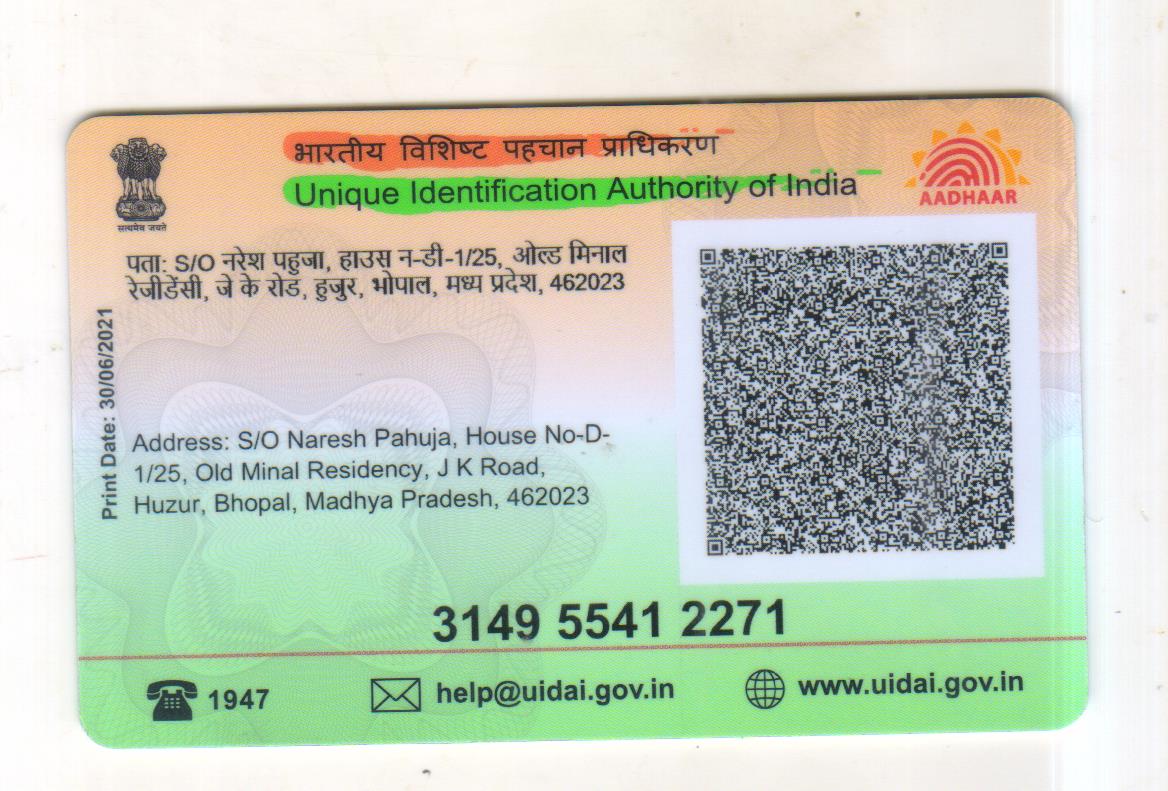 भारतीय विशिष्ट पहचान प्राधिकरण
Unique Identification Authority of India
सत्यमेव जयते
AADHAAR
पता: S/O नरेश पहुजा, हाउस न-डी-1/25, ओल्ड मिनाल
रेजीडेंसी, जे के रोड, हुजुर, भोपाल, मध्य प्रदेश, 462023
Print Date: 30/06/2021
Address: S/O Naresh Pahuja, House No-D-
1/25, Old Minal Residency, J K Road,
Huzur, Bhopal, Madhya Pradesh, 462023
3149 5541 2271
1947
help@uidai.gov.in
www.uidai.gov.in